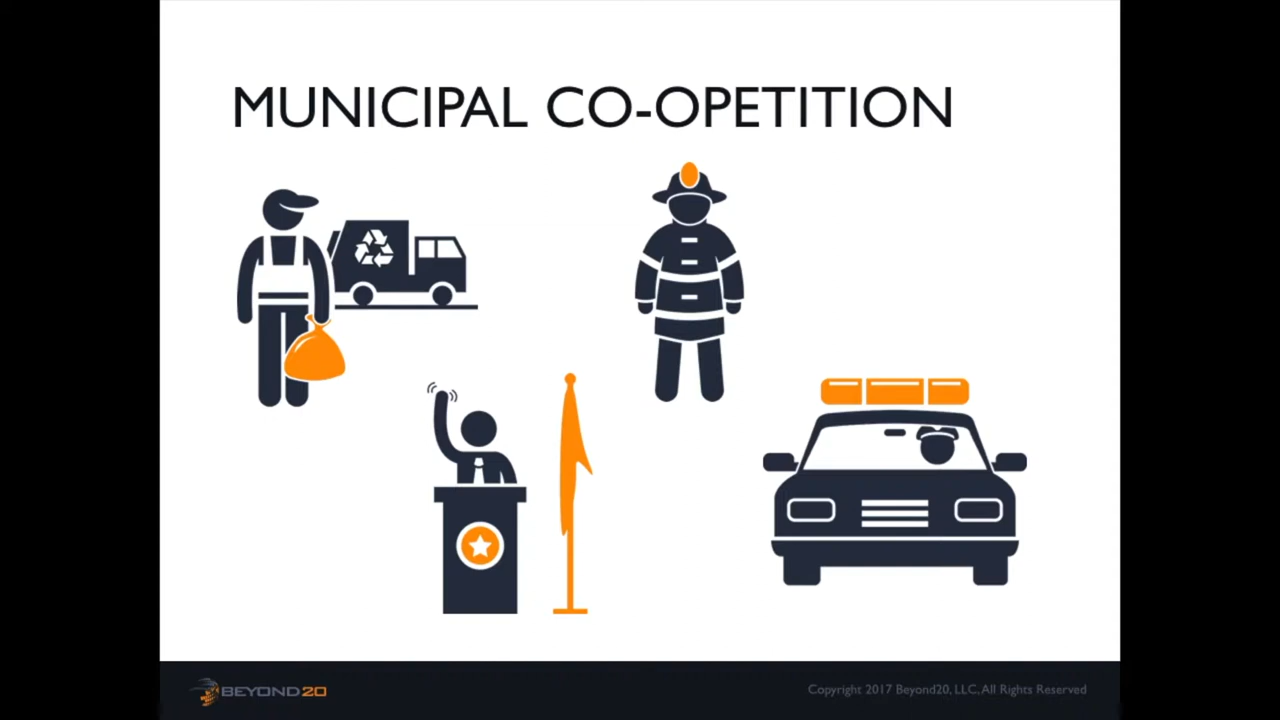 MUNICIPAL CO-OPETITION
BEYOND20
Copyright 2017 Beyond20, LLC, All Rights Reserved